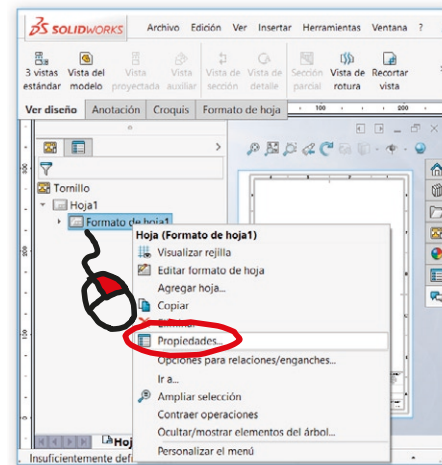 SOLIDWORKS
Archivo Edición Ver Insertar Herramientas Ventana ?
3 vistas estándar
Vista del modelo
Vista proyectada
Vista auxiliar
Vista de sección
Vista de detalle
Sección parcial
Vista de rotura
Recortar vista
Ver diseño Anotación Croquis Formato de hoja
100 200
Tornillo
Hoja1
Formato de hoja1
Hoja (Formato de hoja1)
Visualizar rejilla
Editar formato de hoja
Agregar hoja...
Copiar
Eliminar
Propiedades...
Opciones para relaciones/enganches...
Ir a...
Ampliar selección
Contraer operaciones
Ocultar/mostrar elementos del árbol...
Personalizar el menú
Hoj
Insuficientemente defi